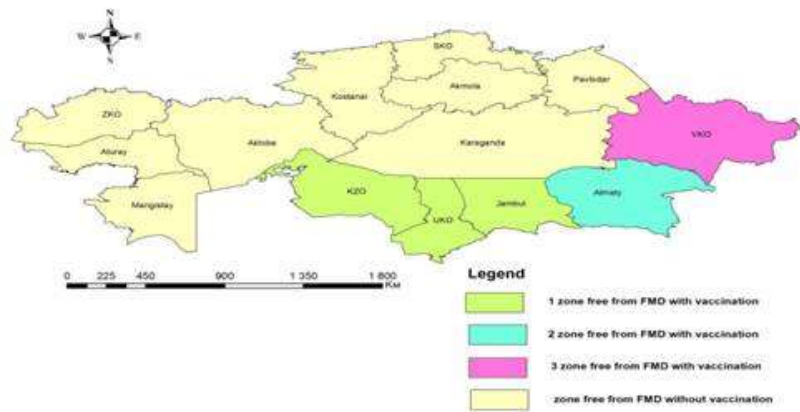 N
W E
S
SKO
Pavlodar
Akmola
Kostanai
ZKO
VKO
Aktobe
Karaganda
Atyray
Almaty
KZO
Jambul
Mangistay
UKO
0 225 450 900 1 350 1 800
Км
Legend
1 zone free from FMD with vaccination
2 zone free from FMD with vaccination
3 zone free from FMD with vaccination
zone free from FMD without vaccination